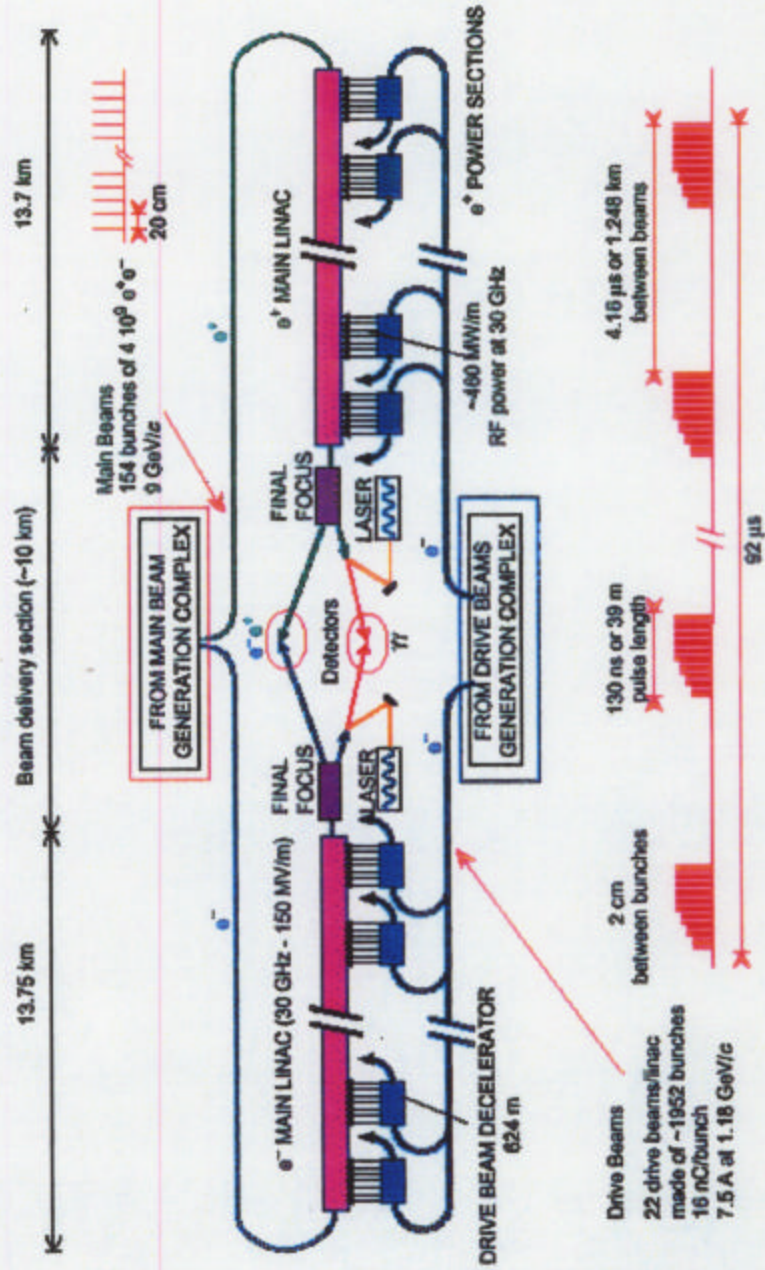 13.75 km
Beam delivery section (~10 km)
13.7 km
FROM MAIN BEAM
GENERATION COMPLEX
Main Beams
154 bunches of 4 10⁹ e⁺e⁻
9 GeV/c
20 cm
e⁻
e⁺
e⁻ MAIN LINAC (30 GHz - 150 MV/m)
FINAL
FOCUS
e⁻ e⁺
FINAL
FOCUS
e⁺ MAIN LINAC
Detectors
γγ
LASER
LASER
DRIVE BEAM DECELERATOR
624 m
e⁻
e⁻
FROM DRIVE BEAMS
GENERATION COMPLEX
~460 MW/m
RF power at 30 GHz
e⁺ POWER SECTIONS
Drive Beams
22 drive beams/linac
made of ~1952 bunches
16 nC/bunch
7.5 A at 1.18 GeV/c
2 cm
between bunches
130 ns or 39 m
pulse length
4.16 μs or 1.248 km
between beams
92 μs